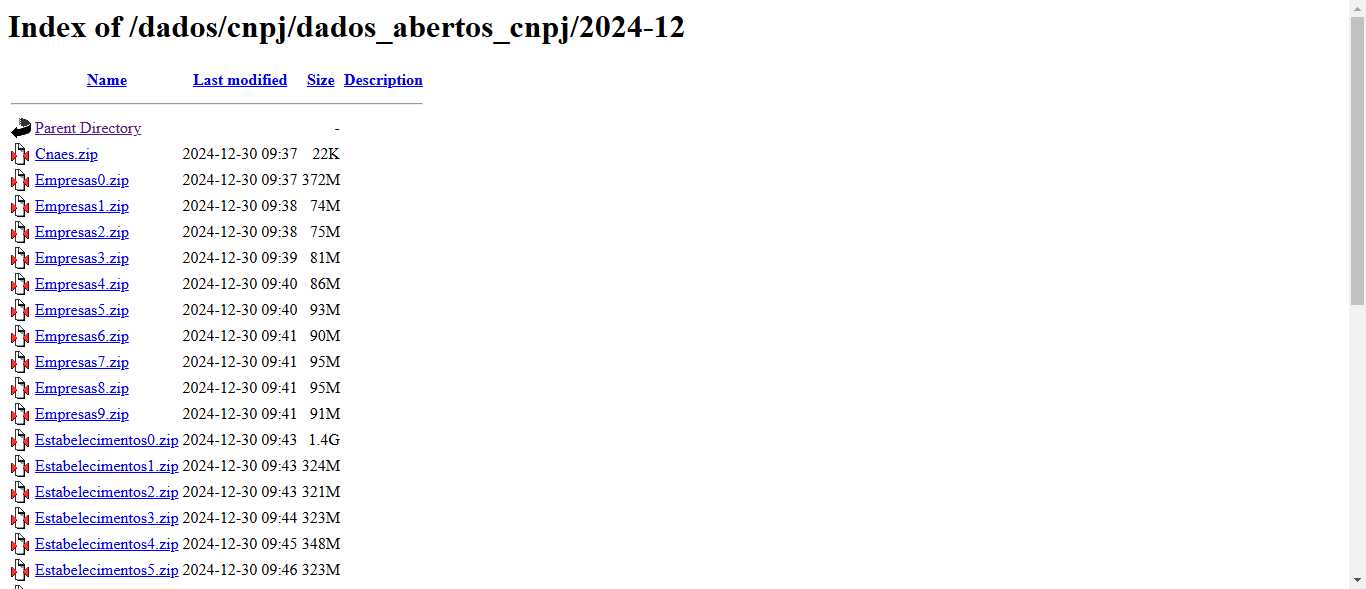 Index of /dados/cnpj/dados_abertos_cnpj/2024-12
Name Last modified Size Description
Parent Directory -
Cnaes.zip 2024-12-30 09:37 22K
Empresas0.zip 2024-12-30 09:37 372M
Empresas1.zip 2024-12-30 09:38 74M
Empresas2.zip 2024-12-30 09:38 75M
Empresas3.zip 2024-12-30 09:39 81M
Empresas4.zip 2024-12-30 09:40 86M
Empresas5.zip 2024-12-30 09:40 93M
Empresas6.zip 2024-12-30 09:41 90M
Empresas7.zip 2024-12-30 09:41 95M
Empresas8.zip 2024-12-30 09:41 95M
Empresas9.zip 2024-12-30 09:41 91M
Estabelecimentos0.zip 2024-12-30 09:43 1.4G
Estabelecimentos1.zip 2024-12-30 09:43 324M
Estabelecimentos2.zip 2024-12-30 09:43 321M
Estabelecimentos3.zip 2024-12-30 09:44 323M
Estabelecimentos4.zip 2024-12-30 09:45 348M
Estabelecimentos5.zip 2024-12-30 09:46 323M